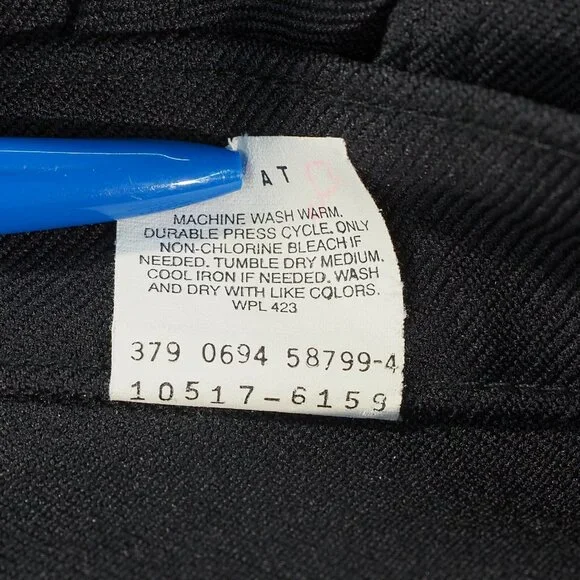 AT
MACHINE WASH WARM.
DURABLE PRESS CYCLE. ONLY
NON-CHLORINE BLEACH IF
NEEDED. TUMBLE DRY MEDIUM.
COOL IRON IF NEEDED. WASH
AND DRY WITH LIKE COLORS.
WPL 423
379 0694 58799-4
10517-6159